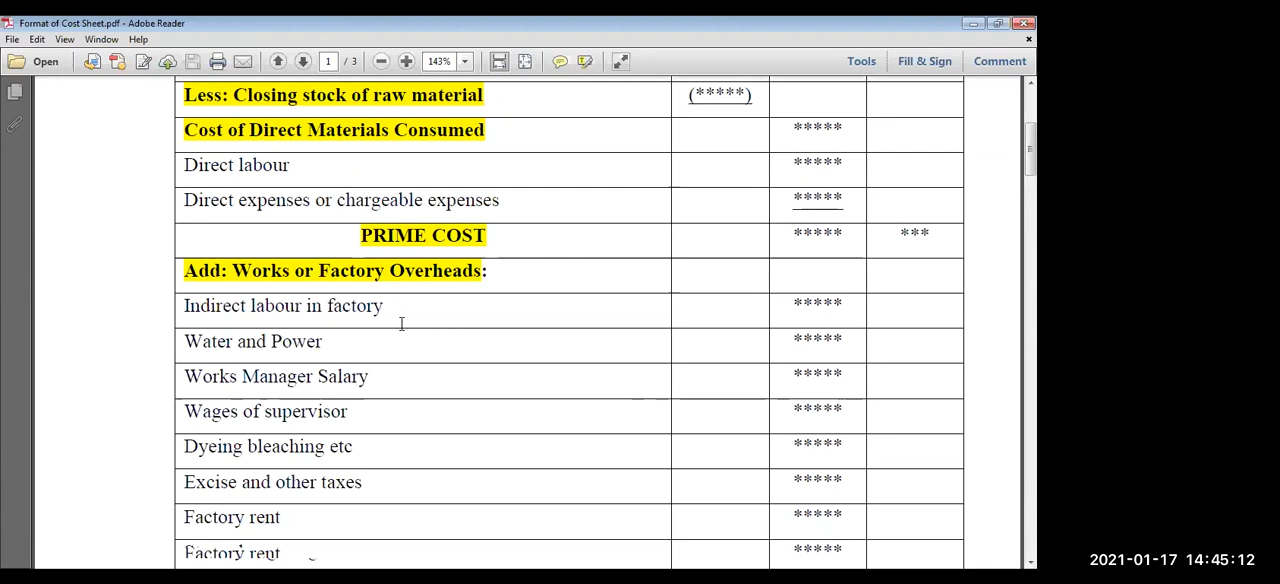 Format of Cost Sheet.pdf - Adobe Reader
File Edit View Window Help
Open 1 / 3 143% Tools Fill & Sign Comment
Less: Closing stock of raw material (*****)
Cost of Direct Materials Consumed *****
Direct labour *****
Direct expenses or chargeable expenses *****
PRIME COST ***** ***
Add: Works or Factory Overheads:
Indirect labour in factory *****
Water and Power *****
Works Manager Salary *****
Wages of supervisor *****
Dyeing bleaching etc *****
Excise and other taxes *****
Factory rent *****
Factory rent *****
2021-01-17 14:45:12